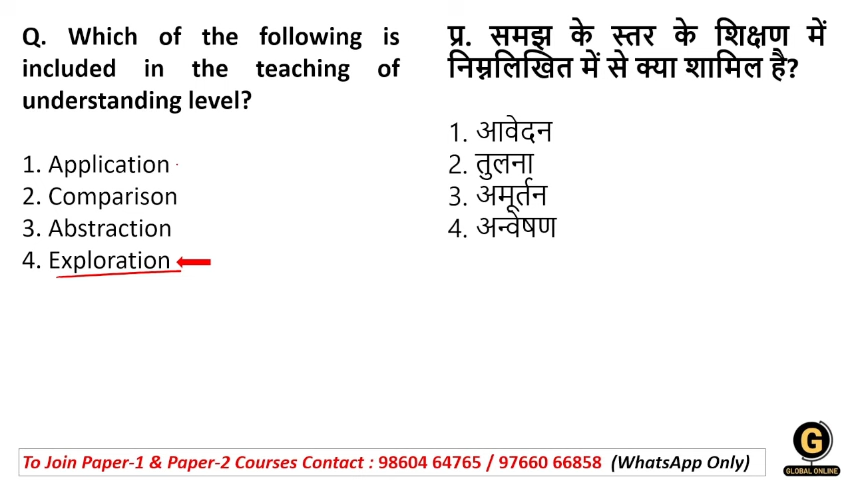 Q. Which of the following is
included in the teaching of
understanding level?
1. Application
2. Comparison
3. Abstraction
4. Exploration
प्र. समझ के स्तर के शिक्षण में
निम्नलिखित में से क्या शामिल है?
1. आवेदन
2. तुलना
3. अमूर्तन
4. अन्वेषण
G
GLOBAL ONLINE
To Join Paper-1 & Paper-2 Courses Contact : 98604 64765 / 97660 66858 (WhatsApp Only)